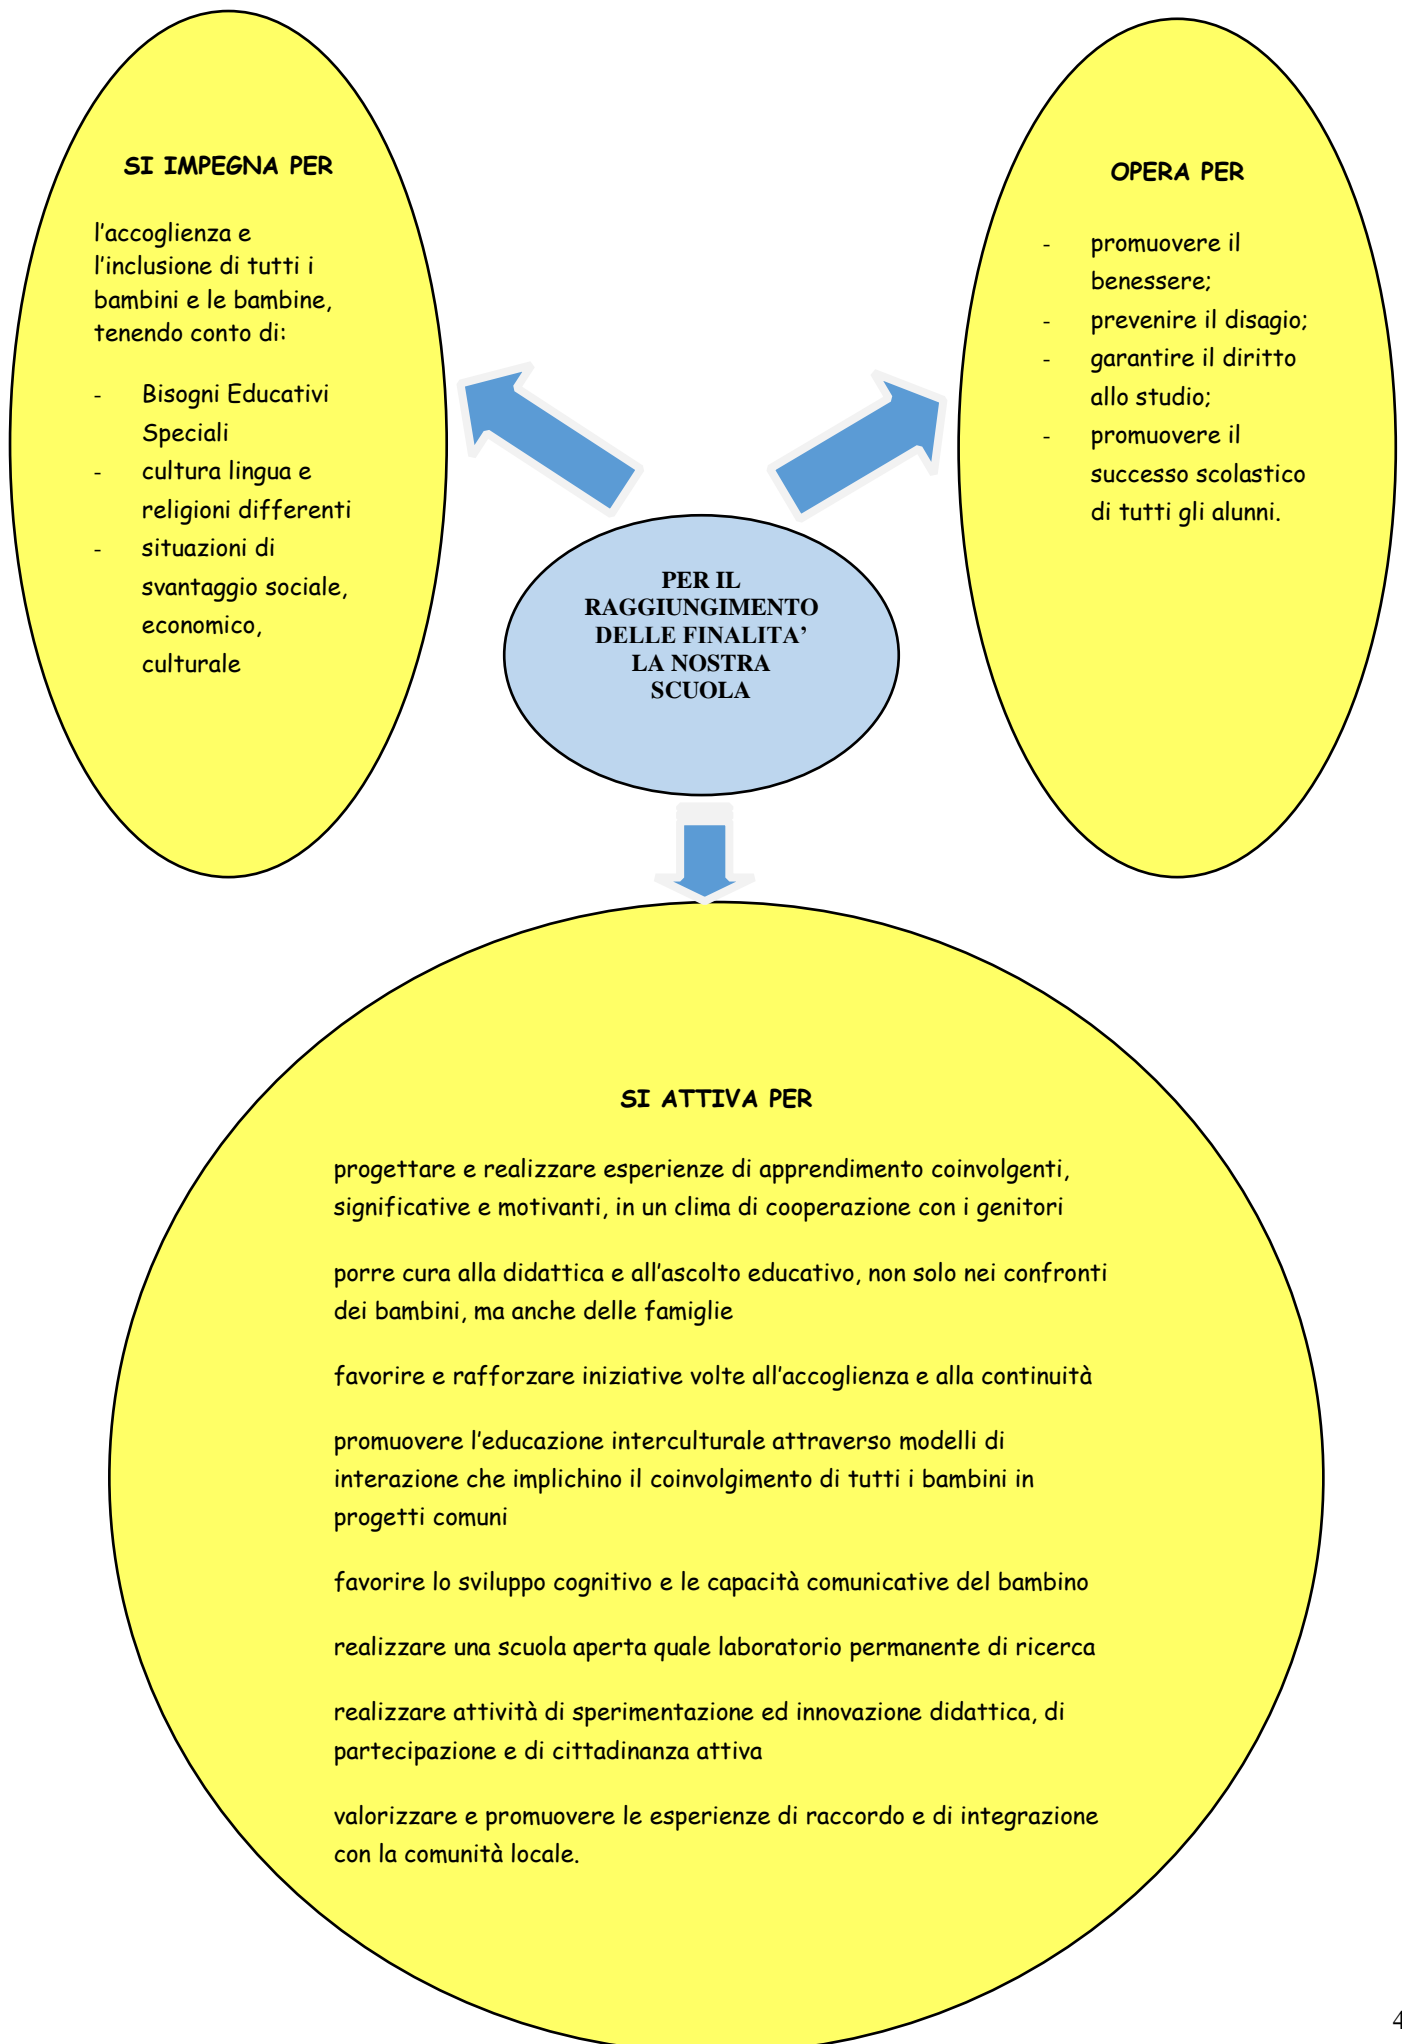 SI IMPEGNA PER
l'accoglienza e
l'inclusione di tutti i
bambini e le bambine,
tenendo conto di:
- Bisogni Educativi
Speciali
- cultura lingua e
religioni differenti
- situazioni di
svantaggio sociale,
economico,
culturale
OPERA PER
- promuovere il
benessere;
- prevenire il disagio;
- garantire il diritto
allo studio;
- promuovere il
successo scolastico
di tutti gli alunni.
PER IL
RAGGIUNGIMENTO
DELLE FINALITA'
LA NOSTRA
SCUOLA
SI ATTIVA PER
progettare e realizzare esperienze di apprendimento coinvolgenti,
significative e motivanti, in un clima di cooperazione con i genitori
porre cura alla didattica e all'ascolto educativo, non solo nei confronti
dei bambini, ma anche delle famiglie
favorire e rafforzare iniziative volte all'accoglienza e alla continuità
promuovere l'educazione interculturale attraverso modelli di
interazione che implichino il coinvolgimento di tutti i bambini in
progetti comuni
favorire lo sviluppo cognitivo e le capacità comunicative del bambino
realizzare una scuola aperta quale laboratorio permanente di ricerca
realizzare attività di sperimentazione ed innovazione didattica, di
partecipazione e di cittadinanza attiva
valorizzare e promuovere le esperienze di raccordo e di integrazione
con la comunità locale.
4